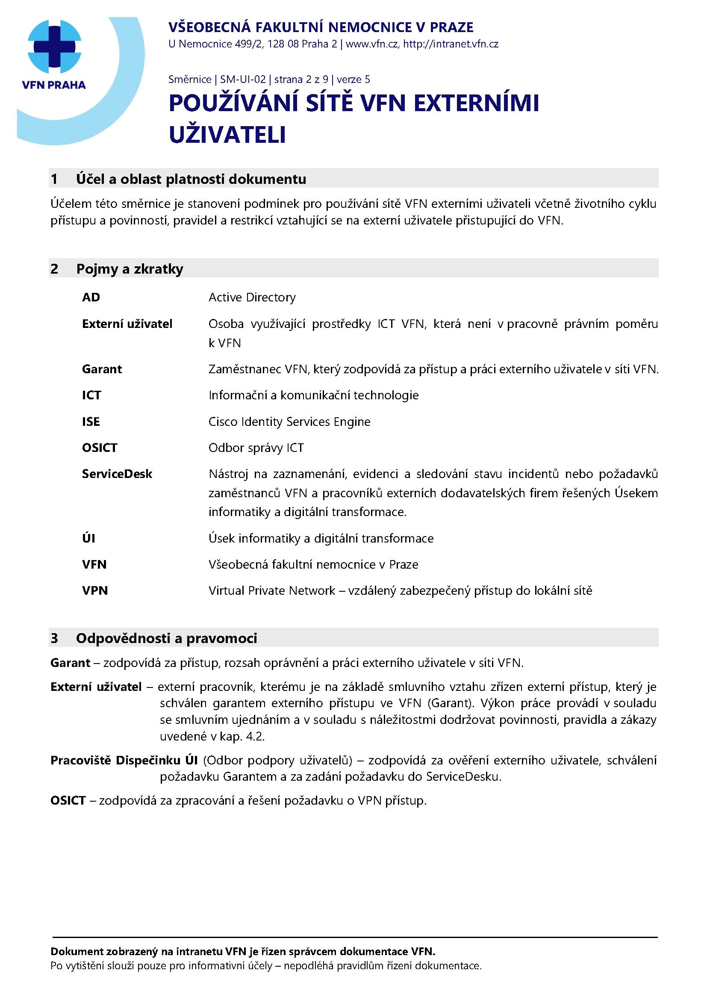 VFN PRAHA
VŠEOBECNÁ FAKULTNÍ NEMOCNICE V PRAZE
U Nemocnice 499/2, 128 08 Praha 2 | www.vfn.cz, http://intranet.vfn.cz
Směrnice | SM-UI-02 | strana 2 z 9 | verze 5
POUŽÍVÁNÍ SÍTĚ VFN EXTERNÍMI
UŽIVATELI
1 Účel a oblast platnosti dokumentu
Účelem této směrnice je stanovení podmínek pro používání sítě VFN externími uživateli včetně životního cyklu
přístupu a povinností, pravidel a restrikcí vztahující se na externí uživatele přistupující do VFN.
2 Pojmy a zkratky
AD Active Directory
Externí uživatel Osoba využívající prostředky ICT VFN, která není v pracovně právním poměru
k VFN
Garant Zaměstnanec VFN, který zodpovídá za přístup a práci externího uživatele v síti VFN.
ICT Informační a komunikační technologie
ISE Cisco Identity Services Engine
OSICT Odbor správy ICT
ServiceDesk Nástroj na zaznamenání, evidenci a sledování stavu incidentů nebo požadavků
zaměstnanců VFN a pracovníků externích dodavatelských firem řešených Úsekem
informatiky a digitální transformace.
ÚI Úsek informatiky a digitální transformace
VFN Všeobecná fakultní nemocnice v Praze
VPN Virtual Private Network – vzdálený zabezpečený přístup do lokální sítě
3 Odpovědnosti a pravomoci
Garant – zodpovídá za přístup, rozsah oprávnění a práci externího uživatele v síti VFN.
Externí uživatel – externí pracovník, kterému je na základě smluvního vztahu zřízen externí přístup, který je
schválen garantem externího přístupu ve VFN (Garant). Výkon práce provádí v souladu
se smluvním ujednáním a v souladu s náležitostmi dodržovat povinnosti, pravidla a zákazy
uvedené v kap. 4.2.
Pracoviště Dispečinku ÚI (Odbor podpory uživatelů) – zodpovídá za ověření externího uživatele, schválení
požadavku Garantem a za zadání požadavku do ServiceDesku.
OSICT – zodpovídá za zpracování a řešení požadavku o VPN přístup.
Dokument zobrazený na intranetu VFN je řízen správcem dokumentace VFN.
Po vytištění slouží pouze pro informativní účely – nepodléhá pravidlům řízení dokumentace.